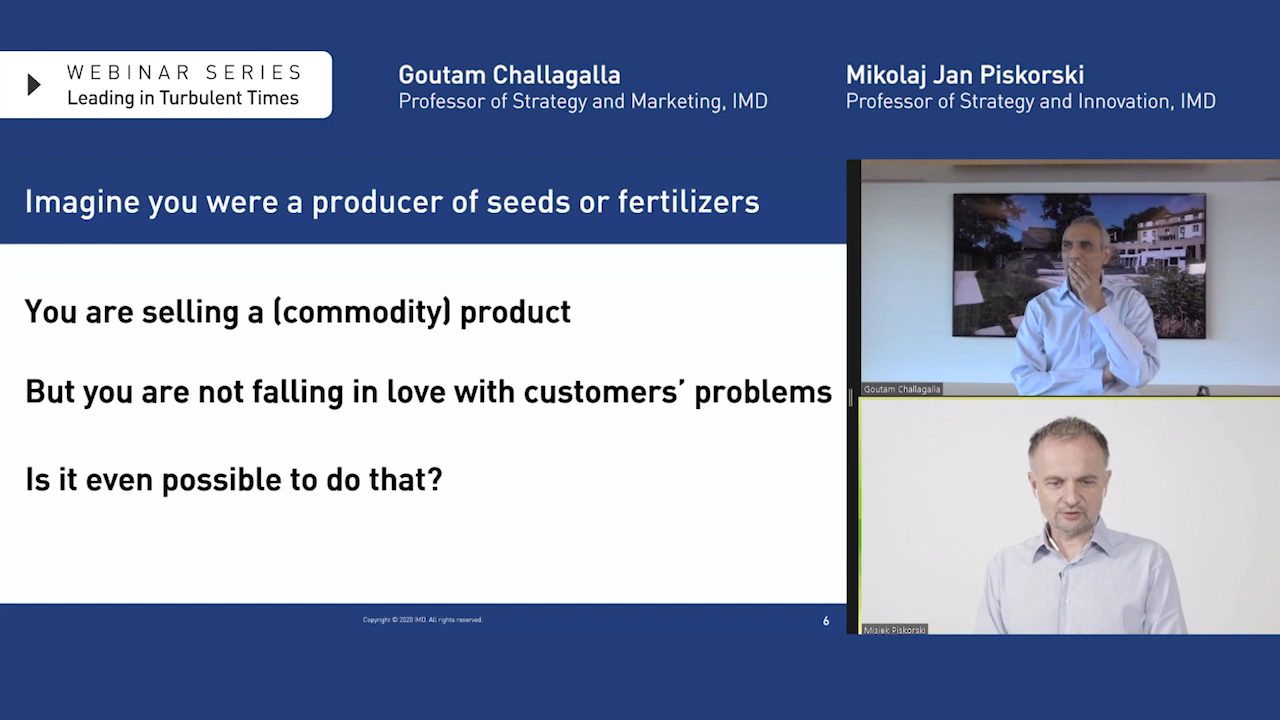 WEBINAR SERIES
Leading in Turbulent Times
Goutam Challagalla
Professor of Strategy and Marketing, IMD
Mikolaj Jan Piskorski
Professor of Strategy and Innovation, IMD
Imagine you were a producer of seeds or fertilizers
You are selling a (commodity) product
But you are not falling in love with customers’ problems
Is it even possible to do that?
Copyright © 2020 IMD. All rights reserved.
6
Goutam Challagalla
Misiek Piskorski